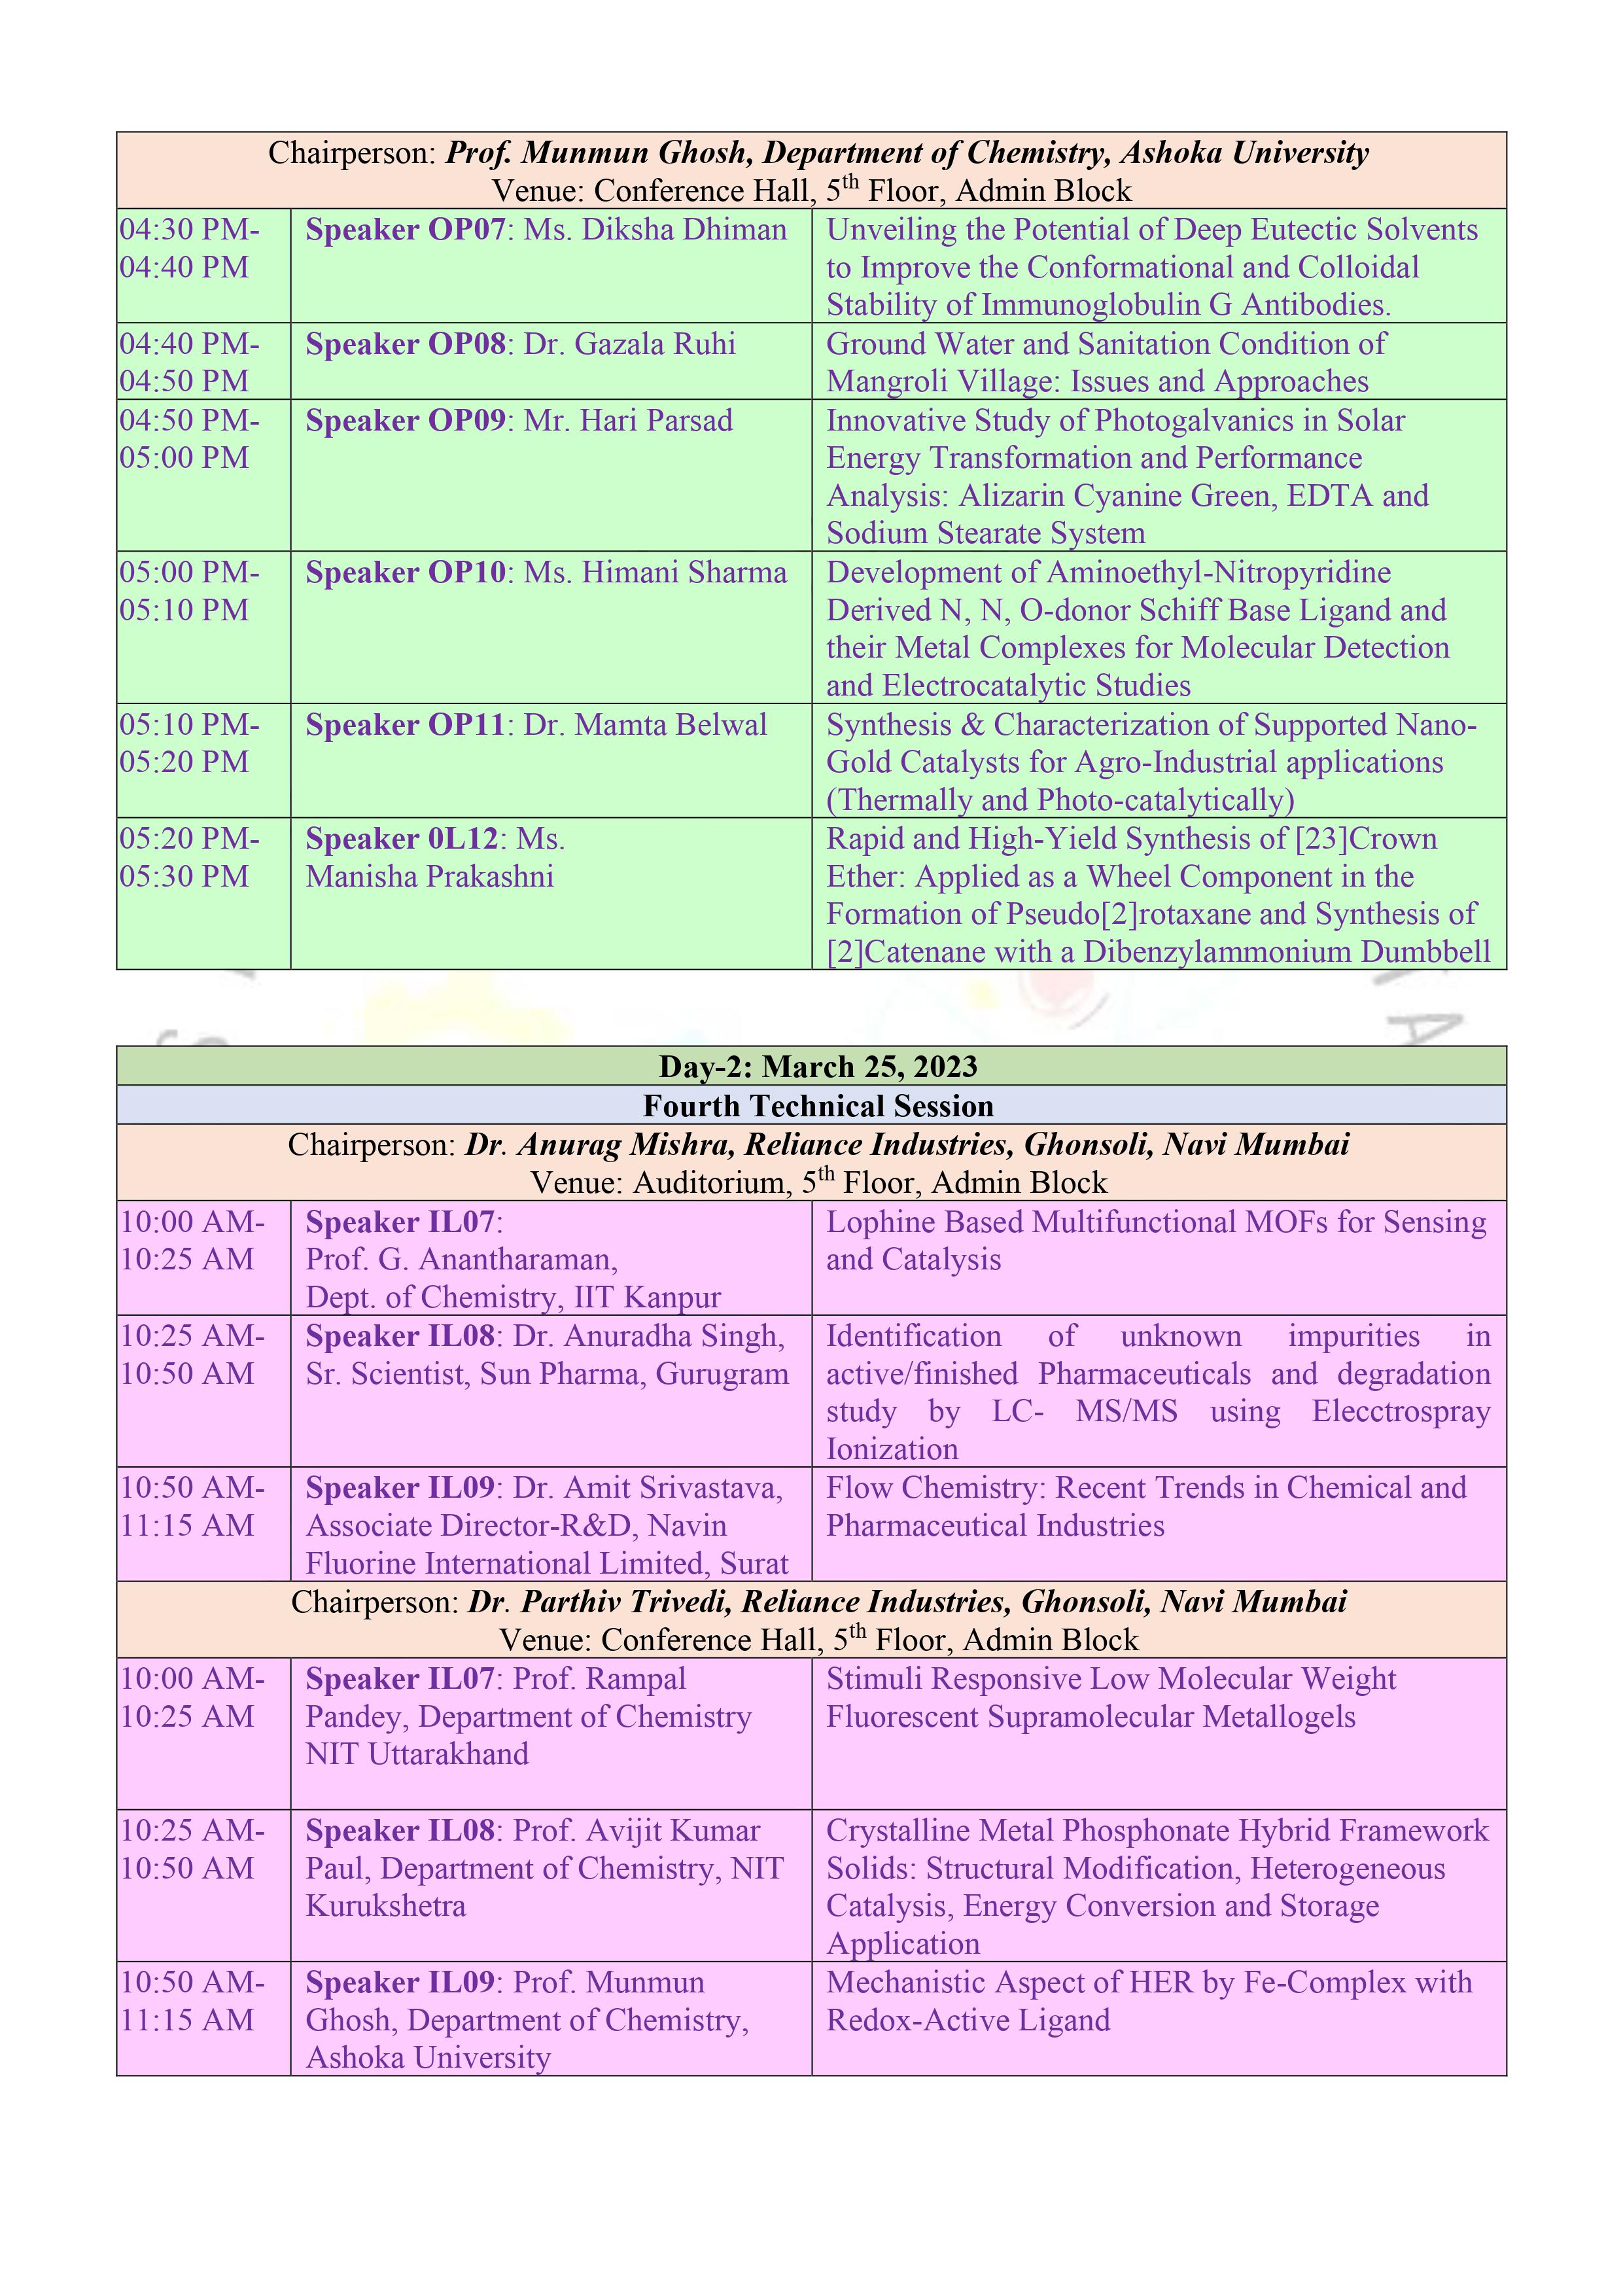 Chairperson: Prof. Munmun Ghosh, Department of Chemistry, Ashoka University
Venue: Conference Hall, 5th Floor, Admin Block
04:30 PM-
04:40 PM
Speaker OP07: Ms. Diksha Dhiman
Unveiling the Potential of Deep Eutectic Solvents
to Improve the Conformational and Colloidal
Stability of Immunoglobulin G Antibodies.
04:40 PM-
04:50 PM
Speaker OP08: Dr. Gazala Ruhi
Ground Water and Sanitation Condition of
Mangroli Village: Issues and Approaches
04:50 PM-
05:00 PM
Speaker OP09: Mr. Hari Parsad
Innovative Study of Photogalvanics in Solar
Energy Transformation and Performance
Analysis: Alizarin Cyanine Green, EDTA and
Sodium Stearate System
05:00 PM-
05:10 PM
Speaker OP10: Ms. Himani Sharma
Development of Aminoethyl-Nitropyridine
Derived N, N, O-donor Schiff Base Ligand and
their Metal Complexes for Molecular Detection
and Electrocatalytic Studies
05:10 PM-
05:20 PM
Speaker OP11: Dr. Mamta Belwal
Synthesis & Characterization of Supported Nano-
Gold Catalysts for Agro-Industrial applications
(Thermally and Photo-catalytically)
05:20 PM-
05:30 PM
Speaker 0L12: Ms.
Manisha Prakashni
Rapid and High-Yield Synthesis of [23]Crown
Ether: Applied as a Wheel Component in the
Formation of Pseudo[2]rotaxane and Synthesis of
[2]Catenane with a Dibenzylammonium Dumbbell
Day-2: March 25, 2023
Fourth Technical Session
Chairperson: Dr. Anurag Mishra, Reliance Industries, Ghonsoli, Navi Mumbai
Venue: Auditorium, 5th Floor, Admin Block
10:00 AM-
10:25 AM
Speaker IL07:
Prof. G. Anantharaman,
Dept. of Chemistry, IIT Kanpur
Lophine Based Multifunctional MOFs for Sensing
and Catalysis
10:25 AM-
10:50 AM
Speaker IL08: Dr. Anuradha Singh,
Sr. Scientist, Sun Pharma, Gurugram
Identification of unknown impurities in
active/finished Pharmaceuticals and degradation
study by LC- MS/MS using Elecctrospray
Ionization
10:50 AM-
11:15 AM
Speaker IL09: Dr. Amit Srivastava,
Associate Director-R&D, Navin
Fluorine International Limited, Surat
Flow Chemistry: Recent Trends in Chemical and
Pharmaceutical Industries
Chairperson: Dr. Parthiv Trivedi, Reliance Industries, Ghonsoli, Navi Mumbai
Venue: Conference Hall, 5th Floor, Admin Block
10:00 AM-
10:25 AM
Speaker IL07: Prof. Rampal
Pandey, Department of Chemistry
NIT Uttarakhand
Stimuli Responsive Low Molecular Weight
Fluorescent Supramolecular Metallogels
10:25 AM-
10:50 AM
Speaker IL08: Prof. Avijit Kumar
Paul, Department of Chemistry, NIT
Kurukshetra
Crystalline Metal Phosphonate Hybrid Framework
Solids: Structural Modification, Heterogeneous
Catalysis, Energy Conversion and Storage
Application
10:50 AM-
11:15 AM
Speaker IL09: Prof. Munmun
Ghosh, Department of Chemistry,
Ashoka University
Mechanistic Aspect of HER by Fe-Complex with
Redox-Active Ligand